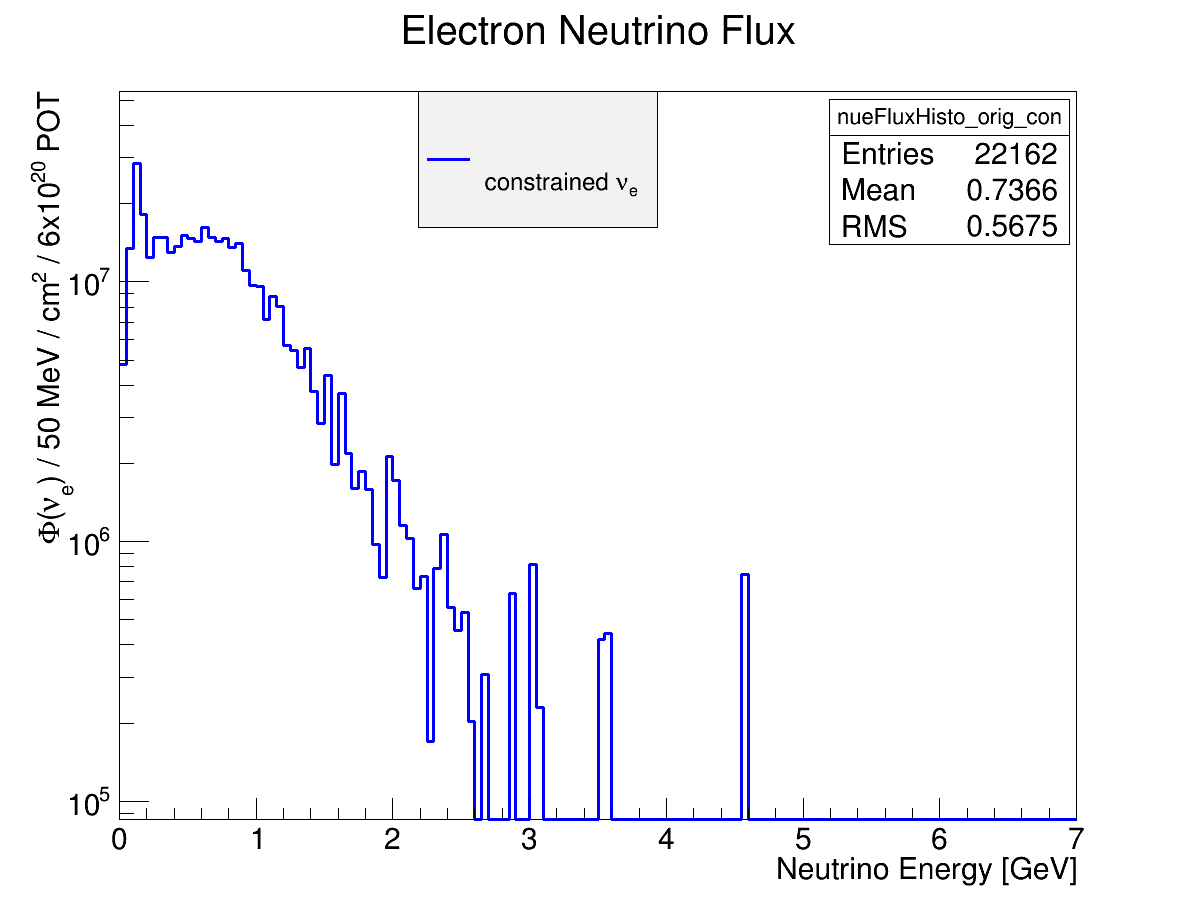 Electron Neutrino Flux
Φ(νe) / 50 MeV / cm² / 6x10²⁰ POT
constrained νe
nueFluxHisto_orig_con
Entries 22162
Mean 0.7366
RMS 0.5675
10⁷
10⁶
10⁵
0 1 2 3 4 5 6 7
Neutrino Energy [GeV]